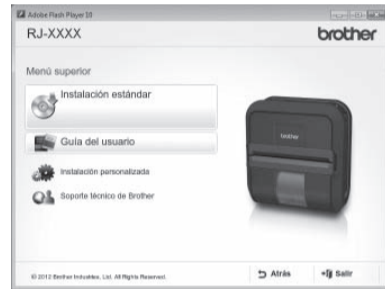 Adobe Flash Player 10
RJ-XXXX
brother
Menú superior
Instalación estándar
Guía del usuario
Instalación personalizada
Soporte técnico de Brother
brother
© 2012 Brother Industries, Ltd. All Rights Reserved.
Atrás
Salir